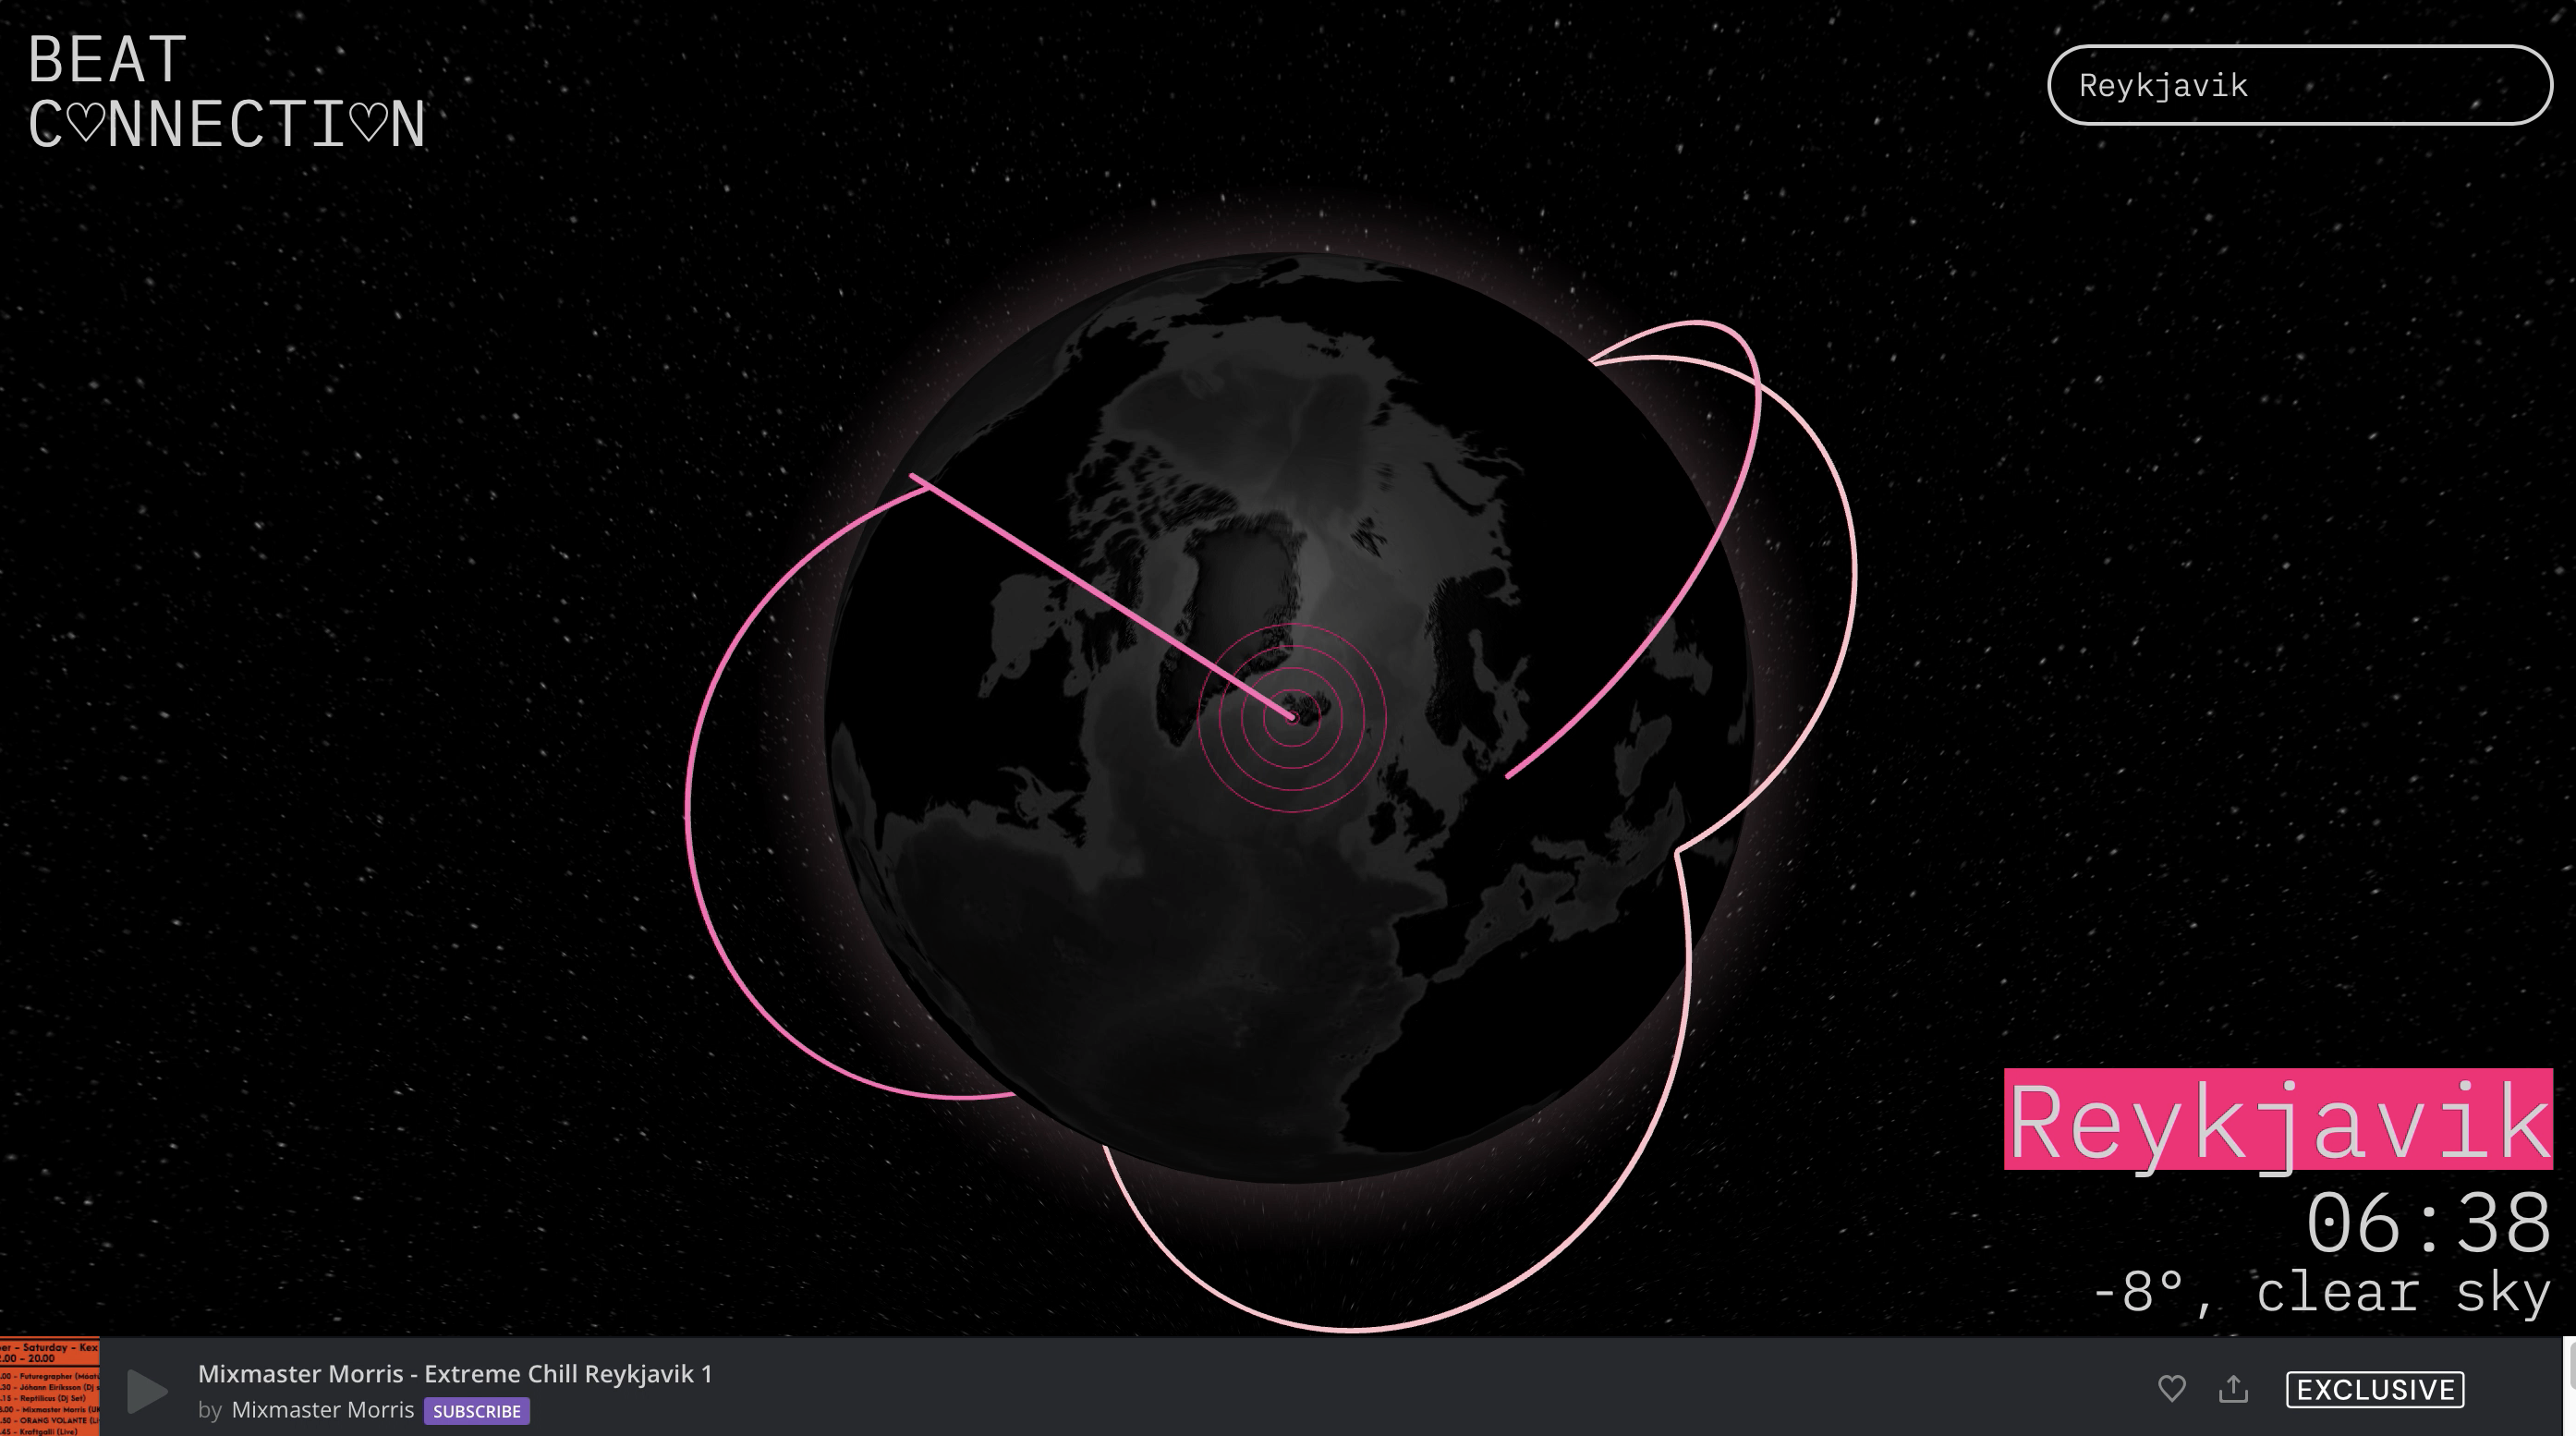 BEAT
C♡NNECTI♡N
Reykjavik
Reykjavik
06:38
-8°, clear sky
er - Saturday - Kex
.00 - 20.00
.00 - Futuregrapher (Móatú
.30 - Jóhann Eiríksson (Dj s
.15 - Reptilicus (Dj Set)
.00 - Mixmaster Morris (UK
.50 - ORANG VOLANTE (Li
.45 - Kraftgalli (Live)
Mixmaster Morris - Extreme Chill Reykjavik 1
by Mixmaster Morris SUBSCRIBE
EXCLUSIVE